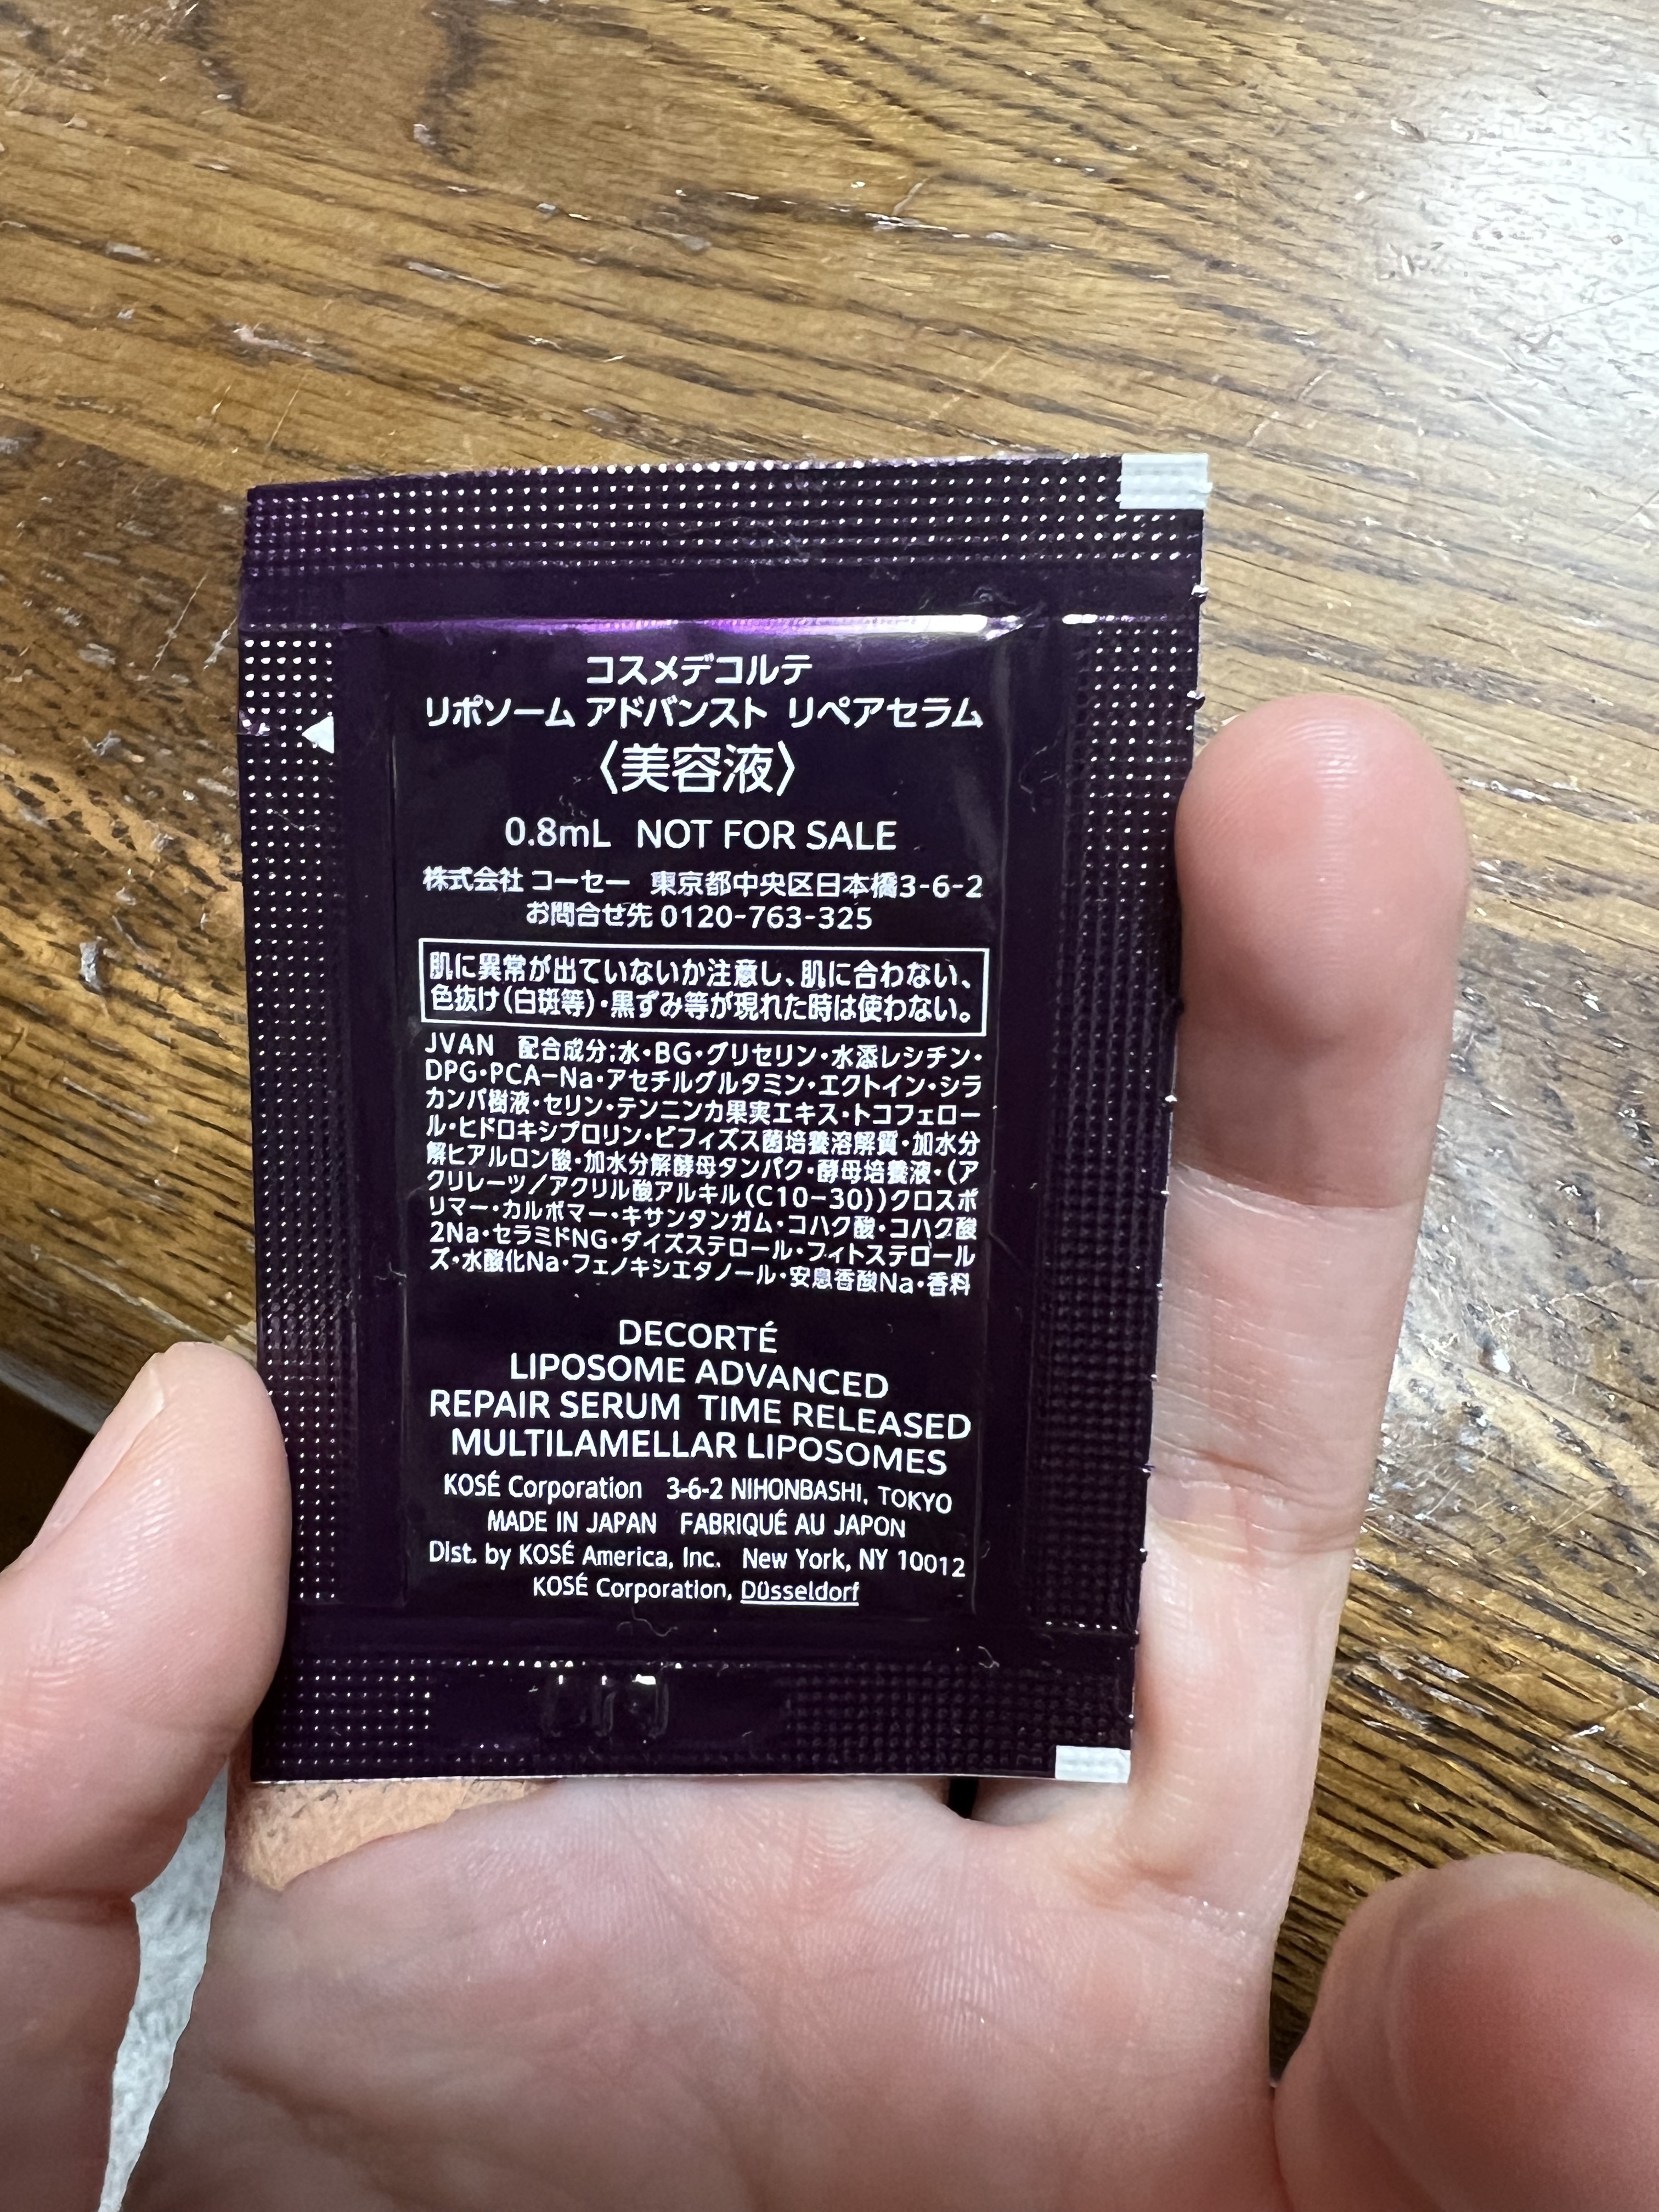 コスメデコルテ
リポソーム アドバンスト リペアセラム
〈美容液〉
0.8mL NOT FOR SALE
株式会社 コーセー 東京都中央区日本橋3-6-2
お問合せ先 0120-763-325
肌に異常が出ていないか注意し、肌に合わない、
色抜け(白斑等)・黒ずみ等が現れた時は使わない。
JVAN 配合成分;水・BG・グリセリン・水添レシチン・
DPG・PCA-Na・アセチルグルタミン・エクトイン・シラ
カンバ樹液・セリン・テンニンカ果実エキス・トコフェロー
ル・ヒドロキシプロリン・ビフィズス菌培養溶解質・加水分
解ヒアルロン酸・加水分解酵母タンパク・酵母培養液・(ア
クリレーツ/アクリル酸アルキル(C10-30))クロスポ
リマー・カルボマー・キサンタンガム・コハク酸・コハク酸
2Na・セラミドNG・ダイズステロール・フィトステロール
ズ・水酸化Na・フェノキシエタノール・安息香酸Na・香料
DECORTÉ
LIPOSOME ADVANCED
REPAIR SERUM TIME RELEASED
MULTILAMELLAR LIPOSOMES
KOSÉ Corporation 3-6-2 NIHONBASHI, TOKYO
MADE IN JAPAN FABRIQUÉ AU JAPON
Dist. by KOSÉ America, Inc. New York, NY 10012
KOSÉ Corporation, Düsseldorf